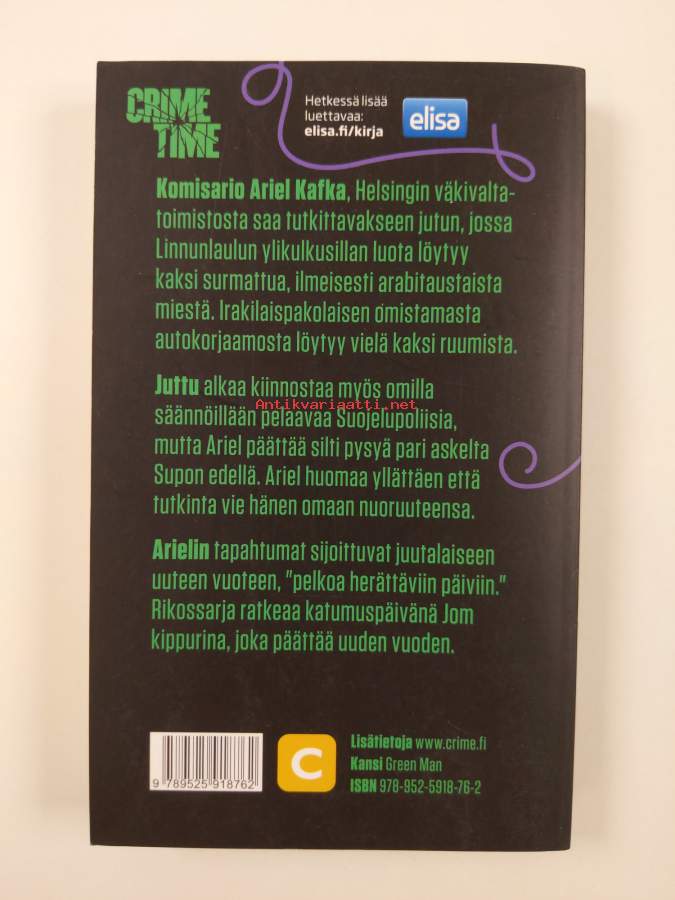 CRIME
TIME
Hetkessä lisää
luettavaa:
elisa.fi/kirja
elisa
Komisario Ariel Kafka, Helsingin väkivalta-
toimistosta saa tutkittavakseen jutun, jossa
Linnunlaulun ylikulkusillan luota löytyy
kaksi surmattua, ilmeisesti arabitaustaista
miestä. Irakilaispakolaisen omistamasta
autokorjaamosta löytyy vielä kaksi ruumista.
Juttu alkaa kiinnostaa myös omilla
Antikvariaatti.net
säännöillään pelaavaa Suojelupoliisia,
mutta Ariel päättää silti pysyä pari askelta
Supon edellä. Ariel huomaa yllättäen että
tutkinta vie hänen omaan nuoruuteensa.
Arielin tapahtumat sijoittuvat juutalaiseen
uuteen vuoteen, "pelkoa herättäviin päiviin."
Rikossarja ratkeaa katumuspäivänä Jom
kippurina, joka päättää uuden vuoden.
9 789525 918762
C
Lisätietoja www.crime.fi
Kansi Green Man
ISBN 978-952-5918-76-2